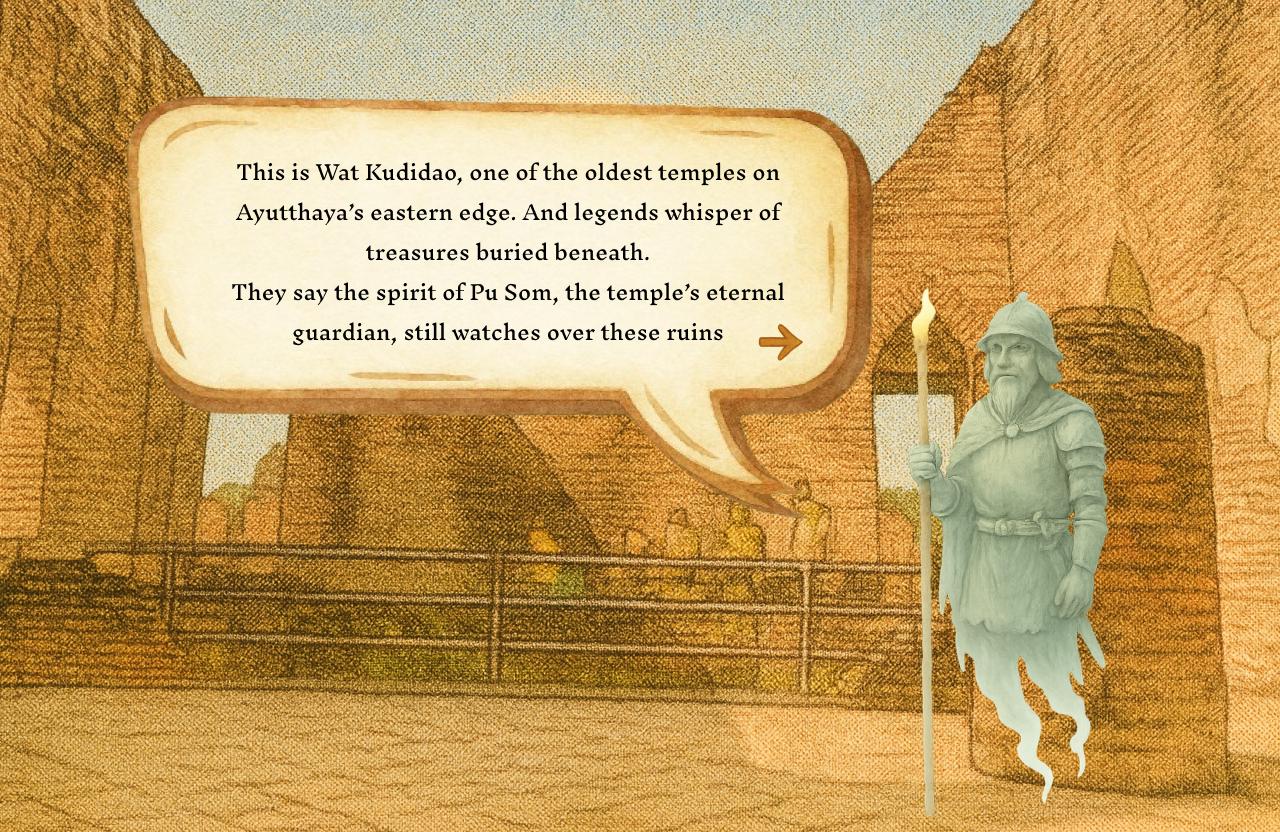 This is Wat Kudidao, one of the oldest temples on
Ayutthaya’s eastern edge. And legends whisper of
treasures buried beneath.
They say the spirit of Pu Som, the temple’s eternal
guardian, still watches over these ruins